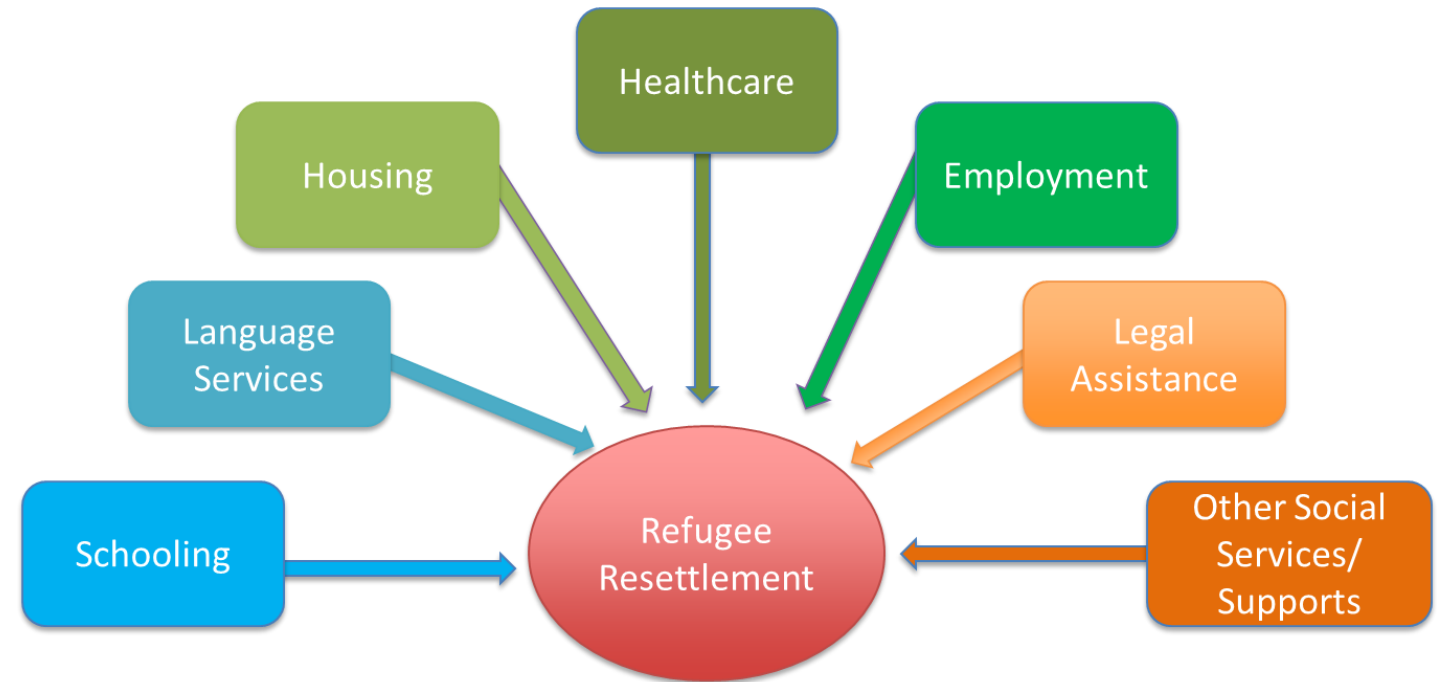 Healthcare
Housing
Employment
Language
Services
Legal
Assistance
Schooling
Refugee
Resettlement
Other Social
Services/
Supports